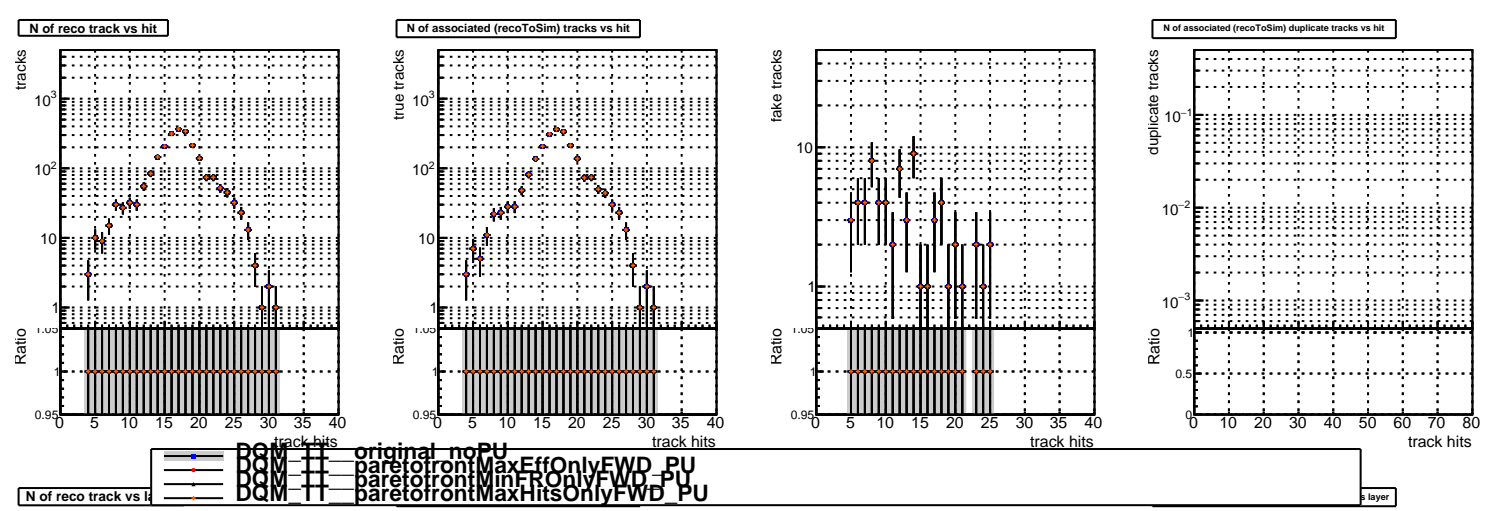 N of reco track vs hit
N of associated (recoToSim) tracks vs hit
N of associated (recoToSim) duplicate tracks vs hit
tracks
10³
10²
10
1
Ratio
1.05
1
0.95
0 5 10 15 20 25 30 35 40
track hits
true tracks
10³
10²
10
1
Ratio
1.05
1
0.95
0 5 10 15 20 25 30 35 40
track hits
fake tracks
10
1
Ratio
1.05
1
0.95
0 5 10 15 20 25 30 35 40
track hits
duplicate tracks
10⁻¹
10⁻²
10⁻³
Ratio
1
0.5
0
0 10 20 30 40 50 60 70 80
track hits
DQM_TT__original_noPU
DQM_TT__paretofrontMaxEffOnlyFWD_PU
DQM_TT__paretofrontMinFROnlyFWD_PU
DQM_TT__paretofrontMaxHitsOnlyFWD_PU
N of reco track vs la
s layer